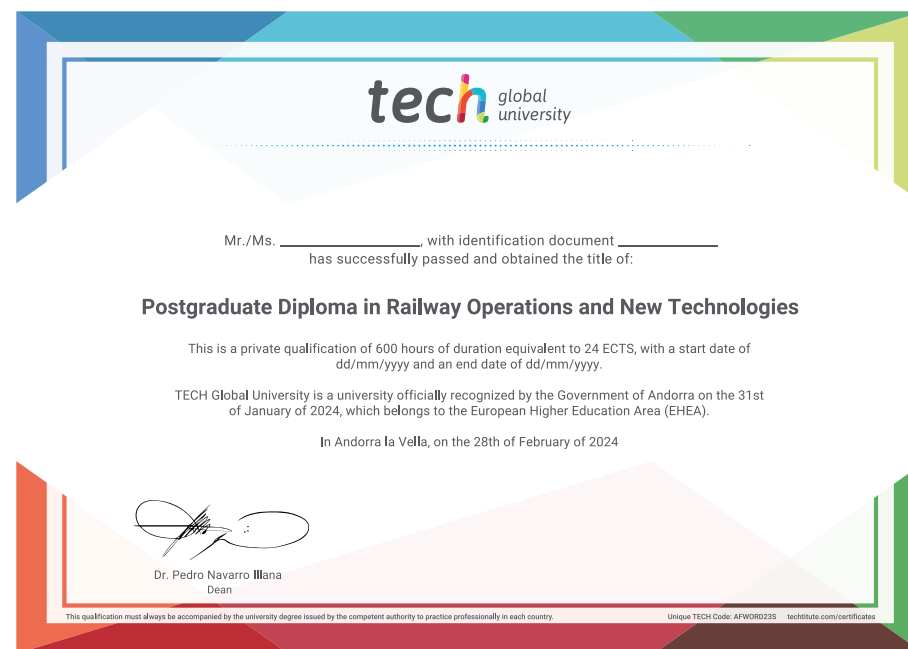 tech global university
Mr./Ms. ____________, with identification document ____________
has successfully passed and obtained the title of:
Postgraduate Diploma in Railway Operations and New Technologies
This is a private qualification of 600 hours of duration equivalent to 24 ECTS, with a start date of
dd/mm/yyyy and an end date of dd/mm/yyyy.
TECH Global University is a university officially recognized by the Government of Andorra on the 31st
of January of 2024, which belongs to the European Higher Education Area (EHEA).
In Andorra la Vella, on the 28th of February of 2024
Dr. Pedro Navarro Illana
Dean
This qualification must always be accompanied by the university degree issued by the competent authority to practice professionally in each country.
Unique TECH Code: AFWORD23S techtitute.com/certificates